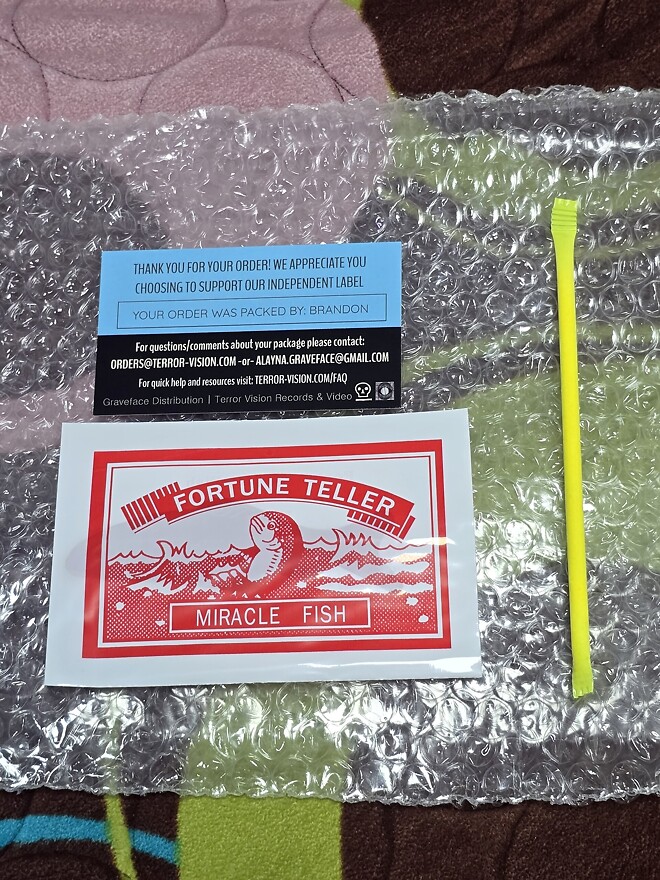 THANK YOU FOR YOUR ORDER! WE APPRECIATE YOU
CHOOSING TO SUPPORT OUR INDEPENDENT LABEL
YOUR ORDER WAS PACKED BY: BRANDON
For questions/comments about your package please contact:
ORDERS@TERROR-VISION.COM -or- ALAYNA.GRAVEFACE@GMAIL.COM
For quick help and resources visit: TERROR-VISION.COM/FAQ
Graveface Distribution | Terror Vision Records & Video
FORTUNE TELLER
MIRACLE FISH